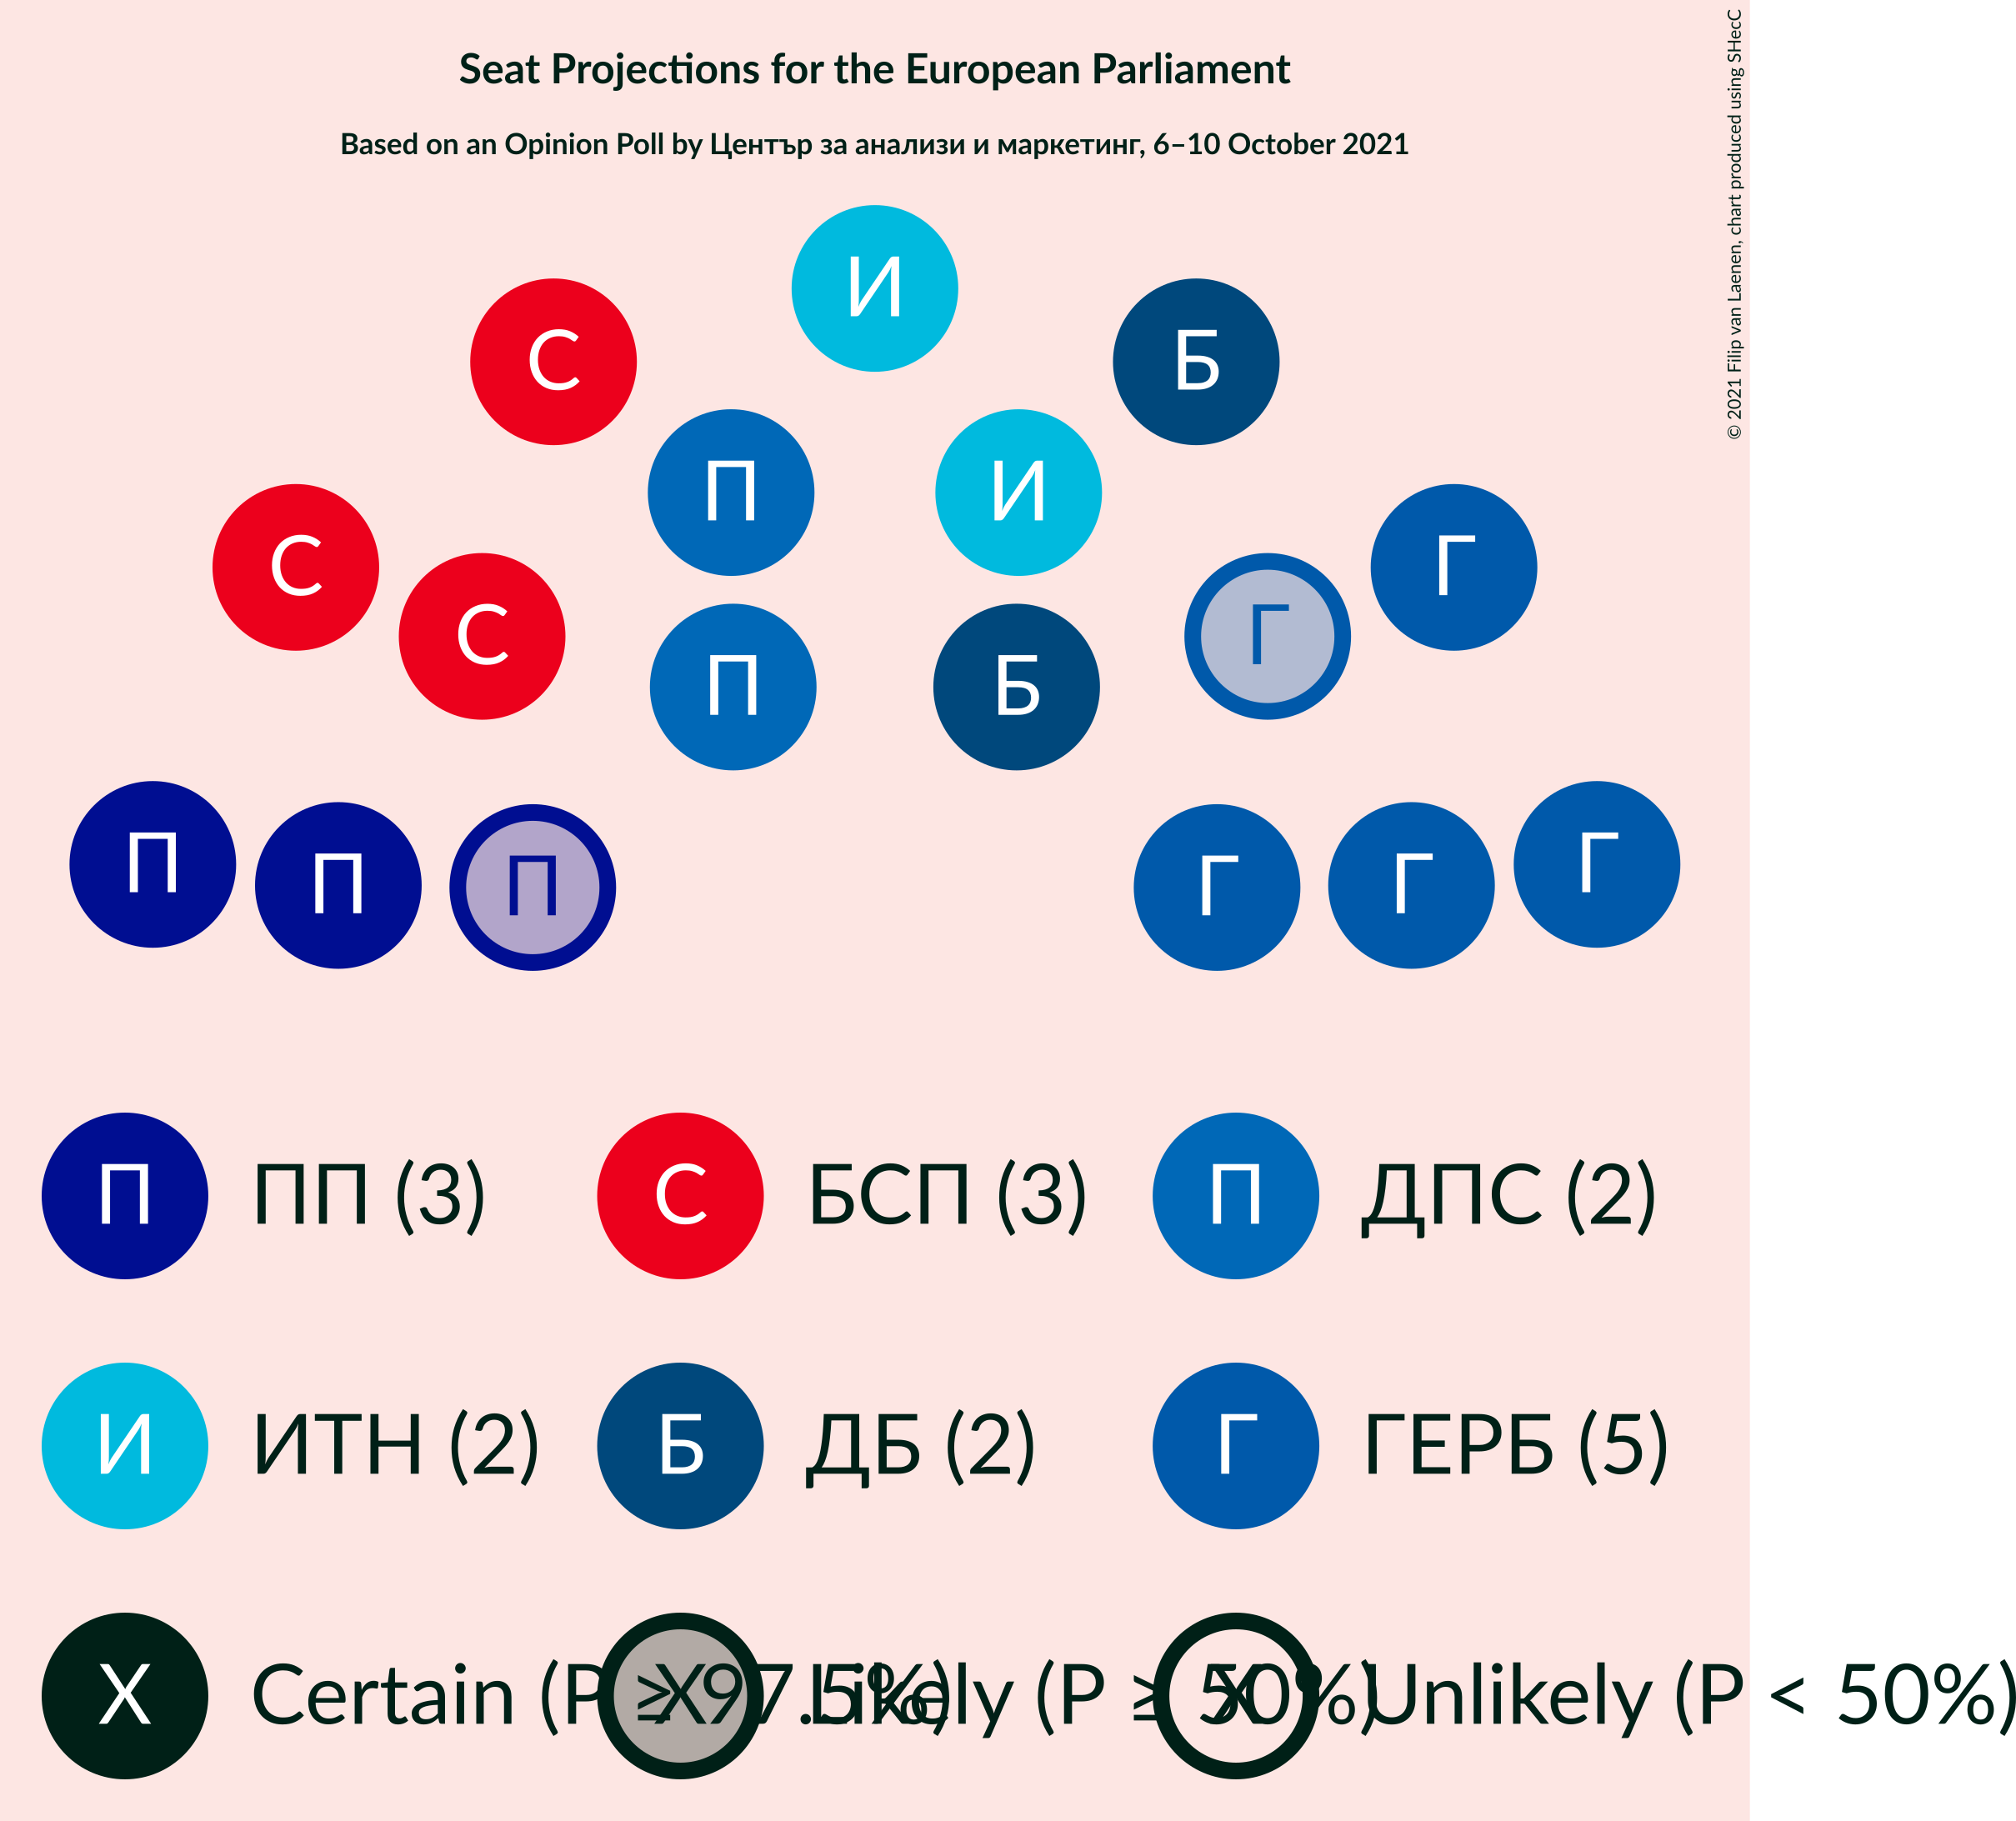 Seat Projections for the European Parliament
Based on an Opinion Poll by Център за анализи и маркетинг, 6–10 October 2021
© 2021 Filip van Laenen, chart produced using SHecC
И
С
Б
П
И
С
Г
С
Г
П
Б
П
П
П
Г
Г
Г
П ПП (3)
С БСП (3)
П ДПС (2)
И ИТН (2)
Б ДБ (2)
Г ГЕРБ (5)
X Certain (P ≥ 97.5%)
X Likely (P ≥ 50%)
X Unlikely (P < 50%)